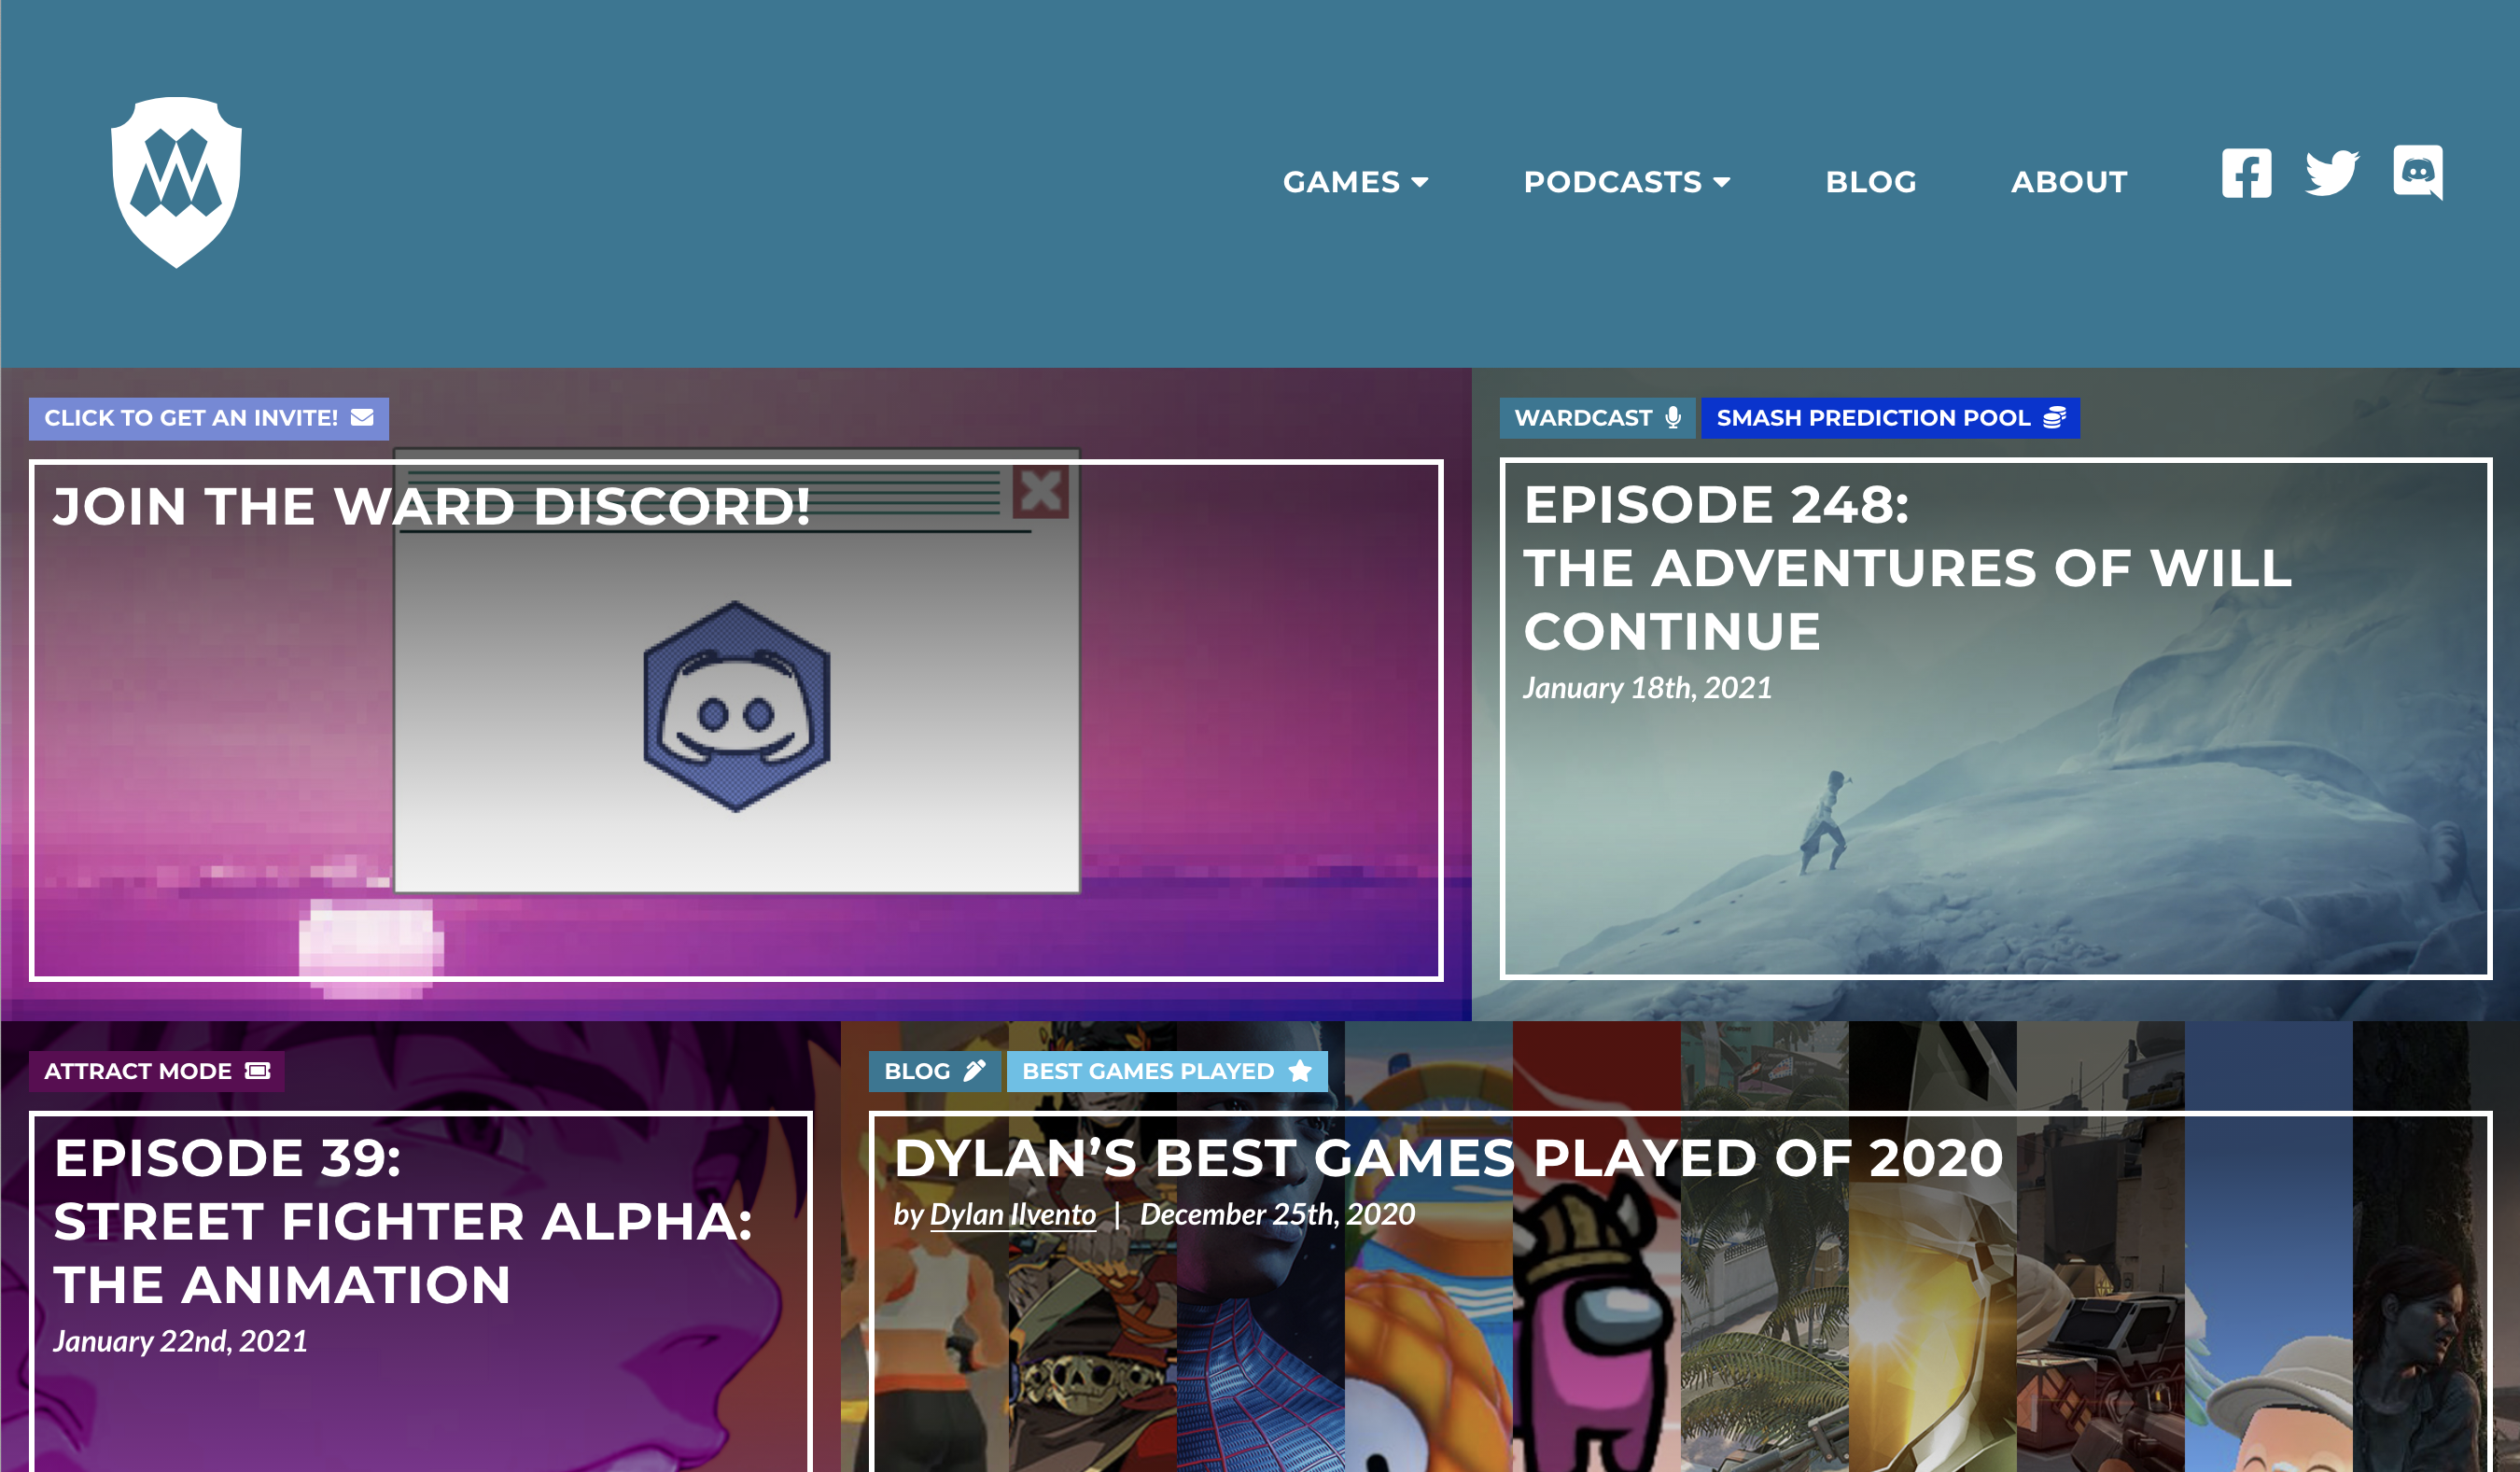 GAMES
PODCASTS
BLOG
ABOUT
CLICK TO GET AN INVITE!
JOIN THE WARD DISCORD!
WARDCAST
SMASH PREDICTION POOL
EPISODE 248:
THE ADVENTURES OF WILL
CONTINUE
January 18th, 2021
ATTRACT MODE
EPISODE 39:
STREET FIGHTER ALPHA:
THE ANIMATION
January 22nd, 2021
BLOG
BEST GAMES PLAYED
DYLAN’S BEST GAMES PLAYED OF 2020
by Dylan Ilvento | December 25th, 2020